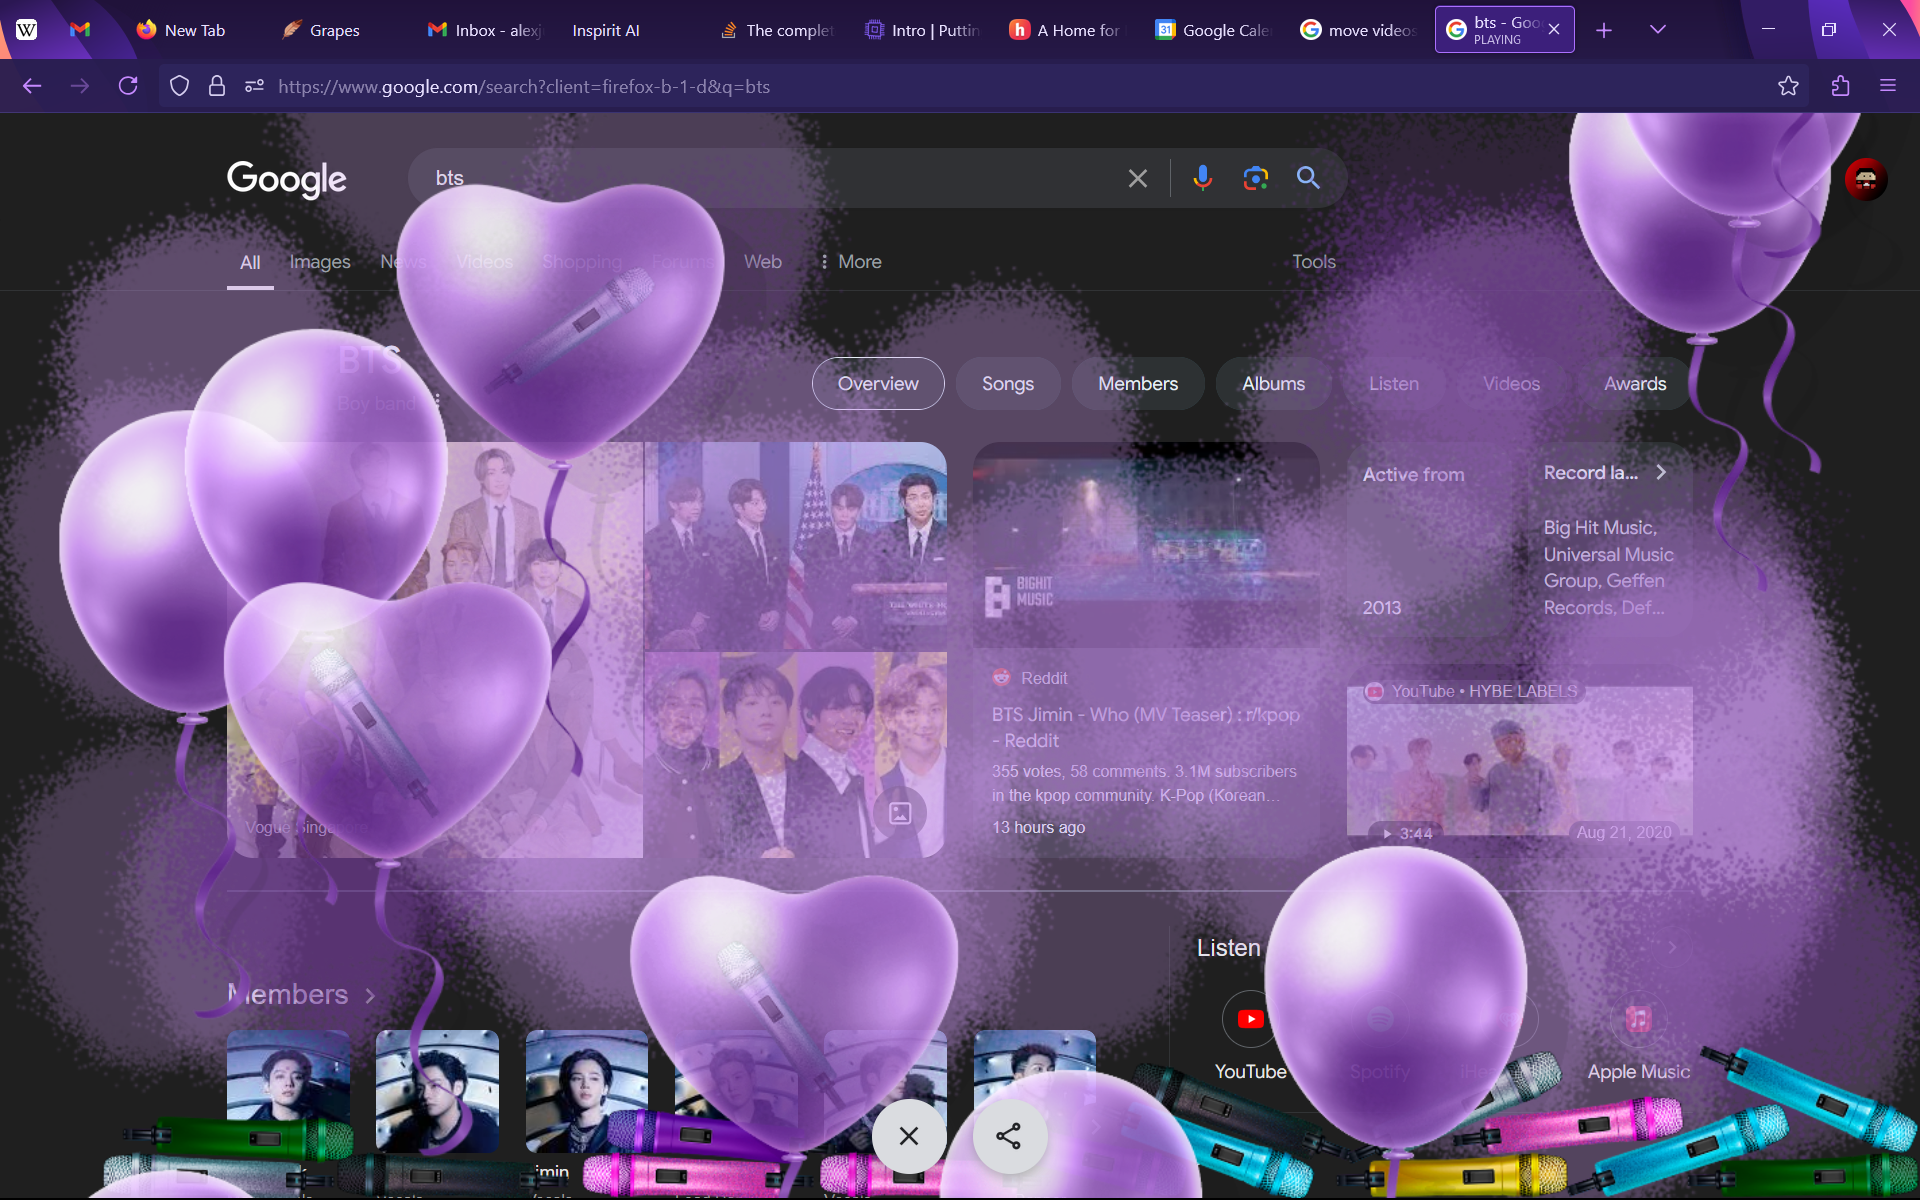 W
New Tab
Grapes
Inbox - alexj
Inspirit AI
The complet
Intro | Puttin
A Home for
31
Google Cale
move videos
bts - Goo
PLAYING
https://www.google.com/search?client=firefox-b-1-d&q=bts
Google
bts
All
Images
News
Videos
Shopping
Forums
Web
More
Tools
BTS
Boy band
Overview
Songs
Members
Albums
Listen
Videos
Awards
Vogue Singapore
BIGHIT
MUSIC
Reddit
BTS Jimin - Who (MV Teaser) : r/kpop
- Reddit
355 votes, 58 comments. 3.1M subscribers
in the kpop community. K-Pop (Korean...
13 hours ago
Active from
2013
Record la...
Big Hit Music,
Universal Music
Group, Geffen
Records, Def...
YouTube • HYBE LABELS
3:44
Aug 21, 2020
Members
Listen
YouTube
Spotify
Apple Music
imin